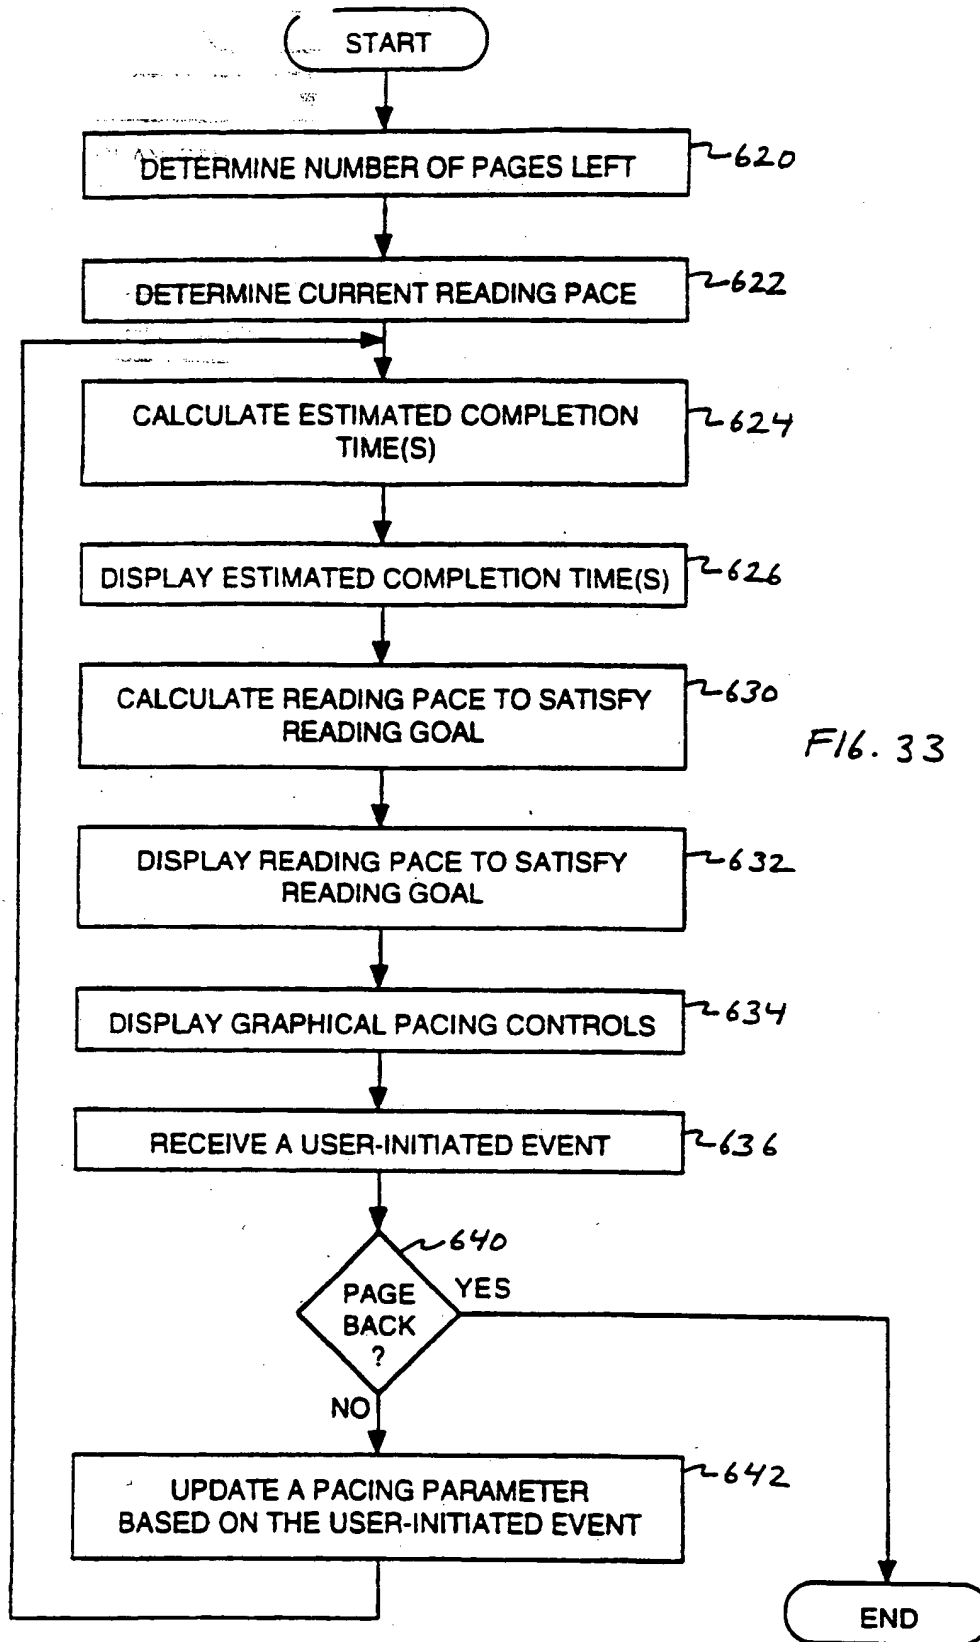 START
DETERMINE NUMBER OF PAGES LEFT
620
DETERMINE CURRENT READING PACE
622
CALCULATE ESTIMATED COMPLETION
TIME(S)
624
DISPLAY ESTIMATED COMPLETION TIME(S)
626
CALCULATE READING PACE TO SATISFY
READING GOAL
630
FIG. 33
DISPLAY READING PACE TO SATISFY
READING GOAL
632
DISPLAY GRAPHICAL PACING CONTROLS
634
RECEIVE A USER-INITIATED EVENT
636
640
PAGE
BACK
?
YES
NO
UPDATE A PACING PARAMETER
BASED ON THE USER-INITIATED EVENT
642
END